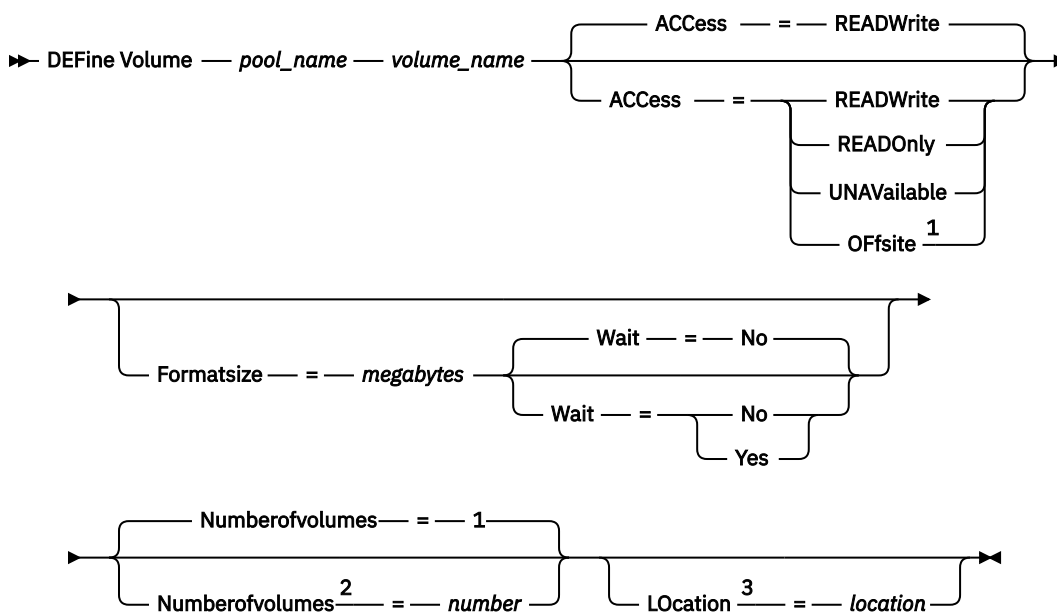 ACCess = READWrite
DEFine Volume pool_name volume_name
ACCess = READWrite
READOnly
UNAVailable
OFfsite 1
Wait = No
Formatsize = megabytes
Wait = No
Yes
Numberofvolumes = 1
Numberofvolumes 2 = number LOcation 3 = location